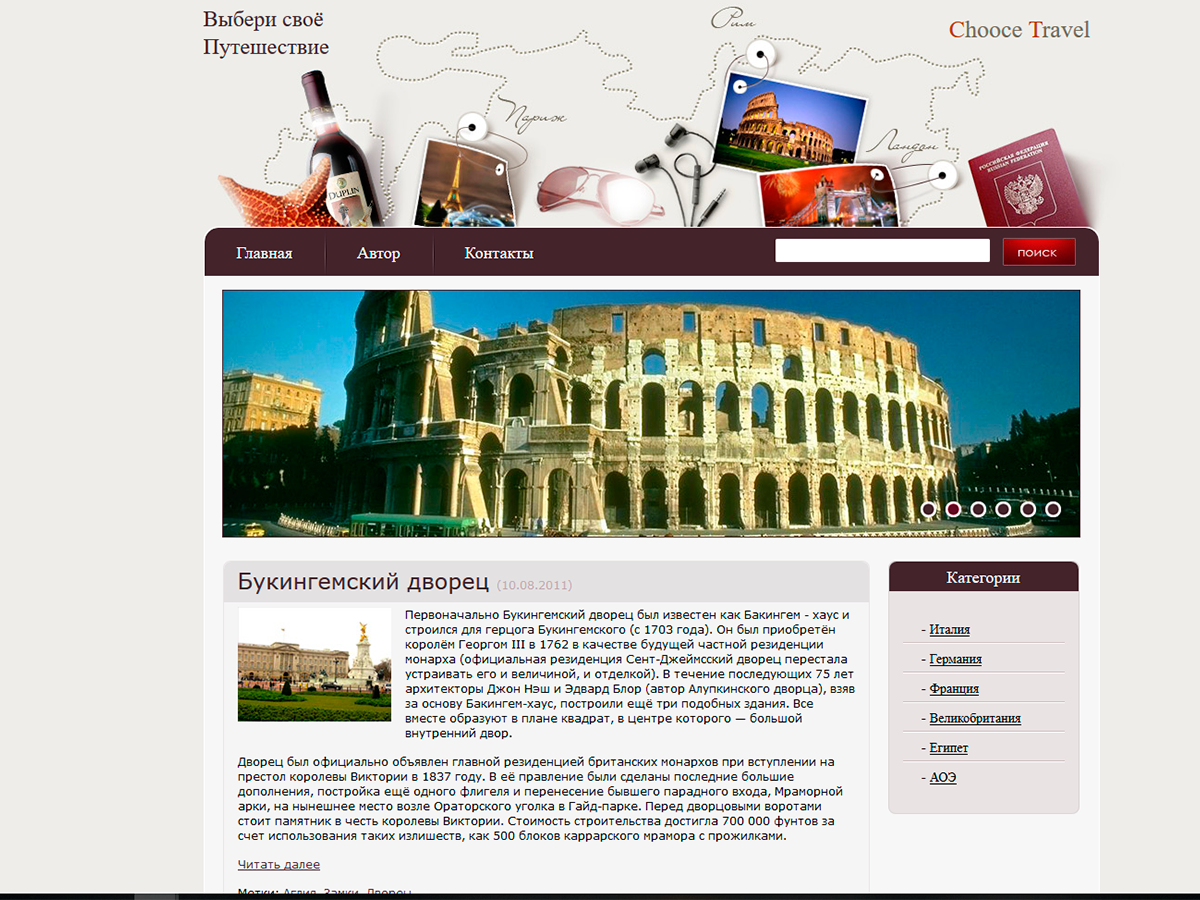 Выбери своё
Путешествие
Chooce Travel
Рим
Париж
Ландон
DUPLIN
РОССИЙСКАЯ ФЕДЕРАЦИЯ
RUSSIAN FEDERATION
Главная
Автор
Контакты
ПОИСК
Букингемский дворец (10.08.2011)
Первоначально Букингемский дворец был известен как Бакингем - хаус и
строился для герцога Букингемского (с 1703 года). Он был приобретён
королём Георгом III в 1762 в качестве будущей частной резиденции
монарха (официальная резиденция Сент-Джеймсский дворец перестала
устраивать его и величиной, и отделкой). В течение последующих 75 лет
архитекторы Джон Нэш и Эдвард Блор (автор Алупкинского дворца), взяв
за основу Бакингем-хаус, построили ещё три подобных здания. Все
вместе образуют в плане квадрат, в центре которого — большой
внутренний двор.
Дворец был официально объявлен главной резиденцией британских монархов при вступлении на
престол королевы Виктории в 1837 году. В её правление были сделаны последние большие
дополнения, постройка ещё одного флигеля и перенесение бывшего парадного входа, Мраморной
арки, на нынешнее место возле Ораторского уголка в Гайд-парке. Перед дворцовыми воротами
стоит памятник в честь королевы Виктории. Стоимость строительства достигла 700 000 фунтов за
счет использования таких излишеств, как 500 блоков каррарского мрамора с прожилками.
Читать далее
Метки: Аглия, Замки, Дворец
Категории
- Италия
- Германия
- Франция
- Великобритания
- Египет
- АОЭ